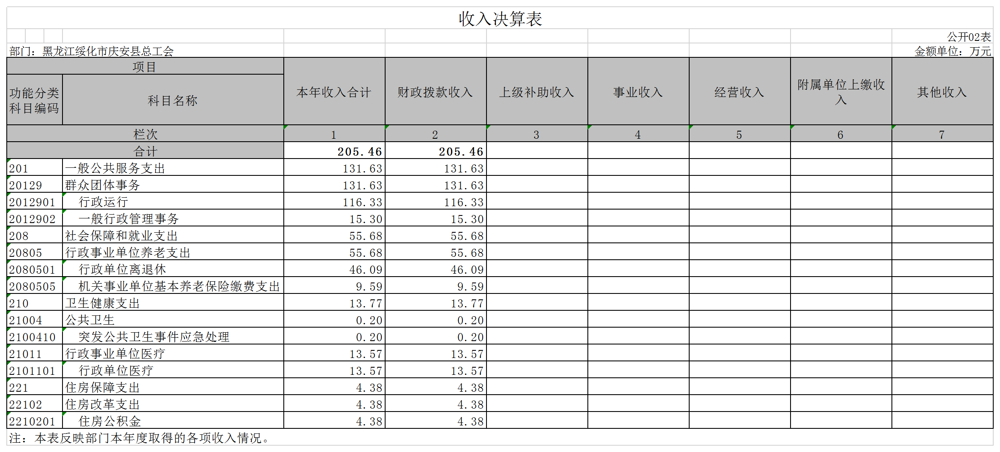 收入决算表
公开02表
部门：黑龙江绥化市庆安县总工会 金额单位：万元
项目 本年收入合计 财政拨款收入 上级补助收入 事业收入 经营收入 附属单位上缴收入 其他收入
功能分类科目编码 科目名称
栏次 1 2 3 4 5 6 7
合计 205.46 205.46
201 一般公共服务支出 131.63 131.63
20129 群众团体事务 131.63 131.63
2012901 行政运行 116.33 116.33
2012902 一般行政管理事务 15.30 15.30
208 社会保障和就业支出 55.68 55.68
20805 行政事业单位养老支出 55.68 55.68
2080501 行政单位离退休 46.09 46.09
2080505 机关事业单位基本养老保险缴费支出 9.59 9.59
210 卫生健康支出 13.77 13.77
21004 公共卫生 0.20 0.20
2100410 突发公共卫生事件应急处理 0.20 0.20
21011 行政事业单位医疗 13.57 13.57
2101101 行政单位医疗 13.57 13.57
221 住房保障支出 4.38 4.38
22102 住房改革支出 4.38 4.38
2210201 住房公积金 4.38 4.38
注：本表反映部门本年度取得的各项收入情况。